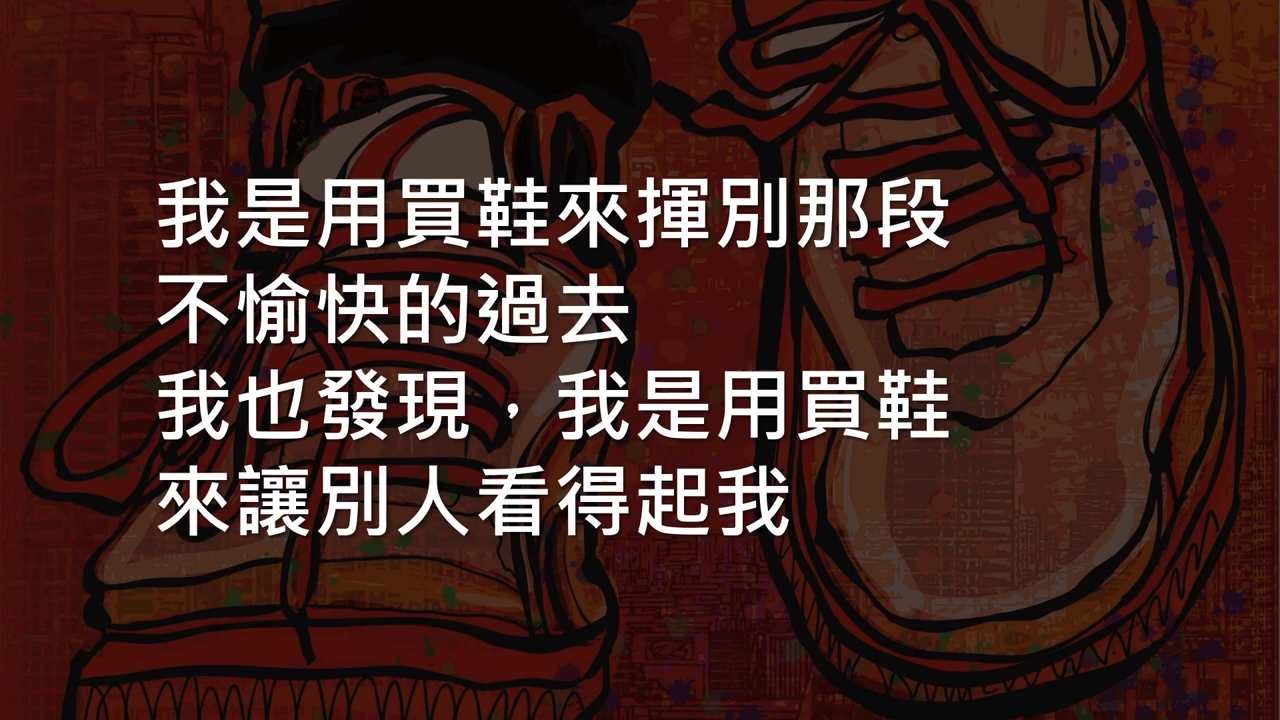 我是用買鞋來揮別那段
不愉快的過去
我也發現，我是用買鞋
來讓別人看得起我